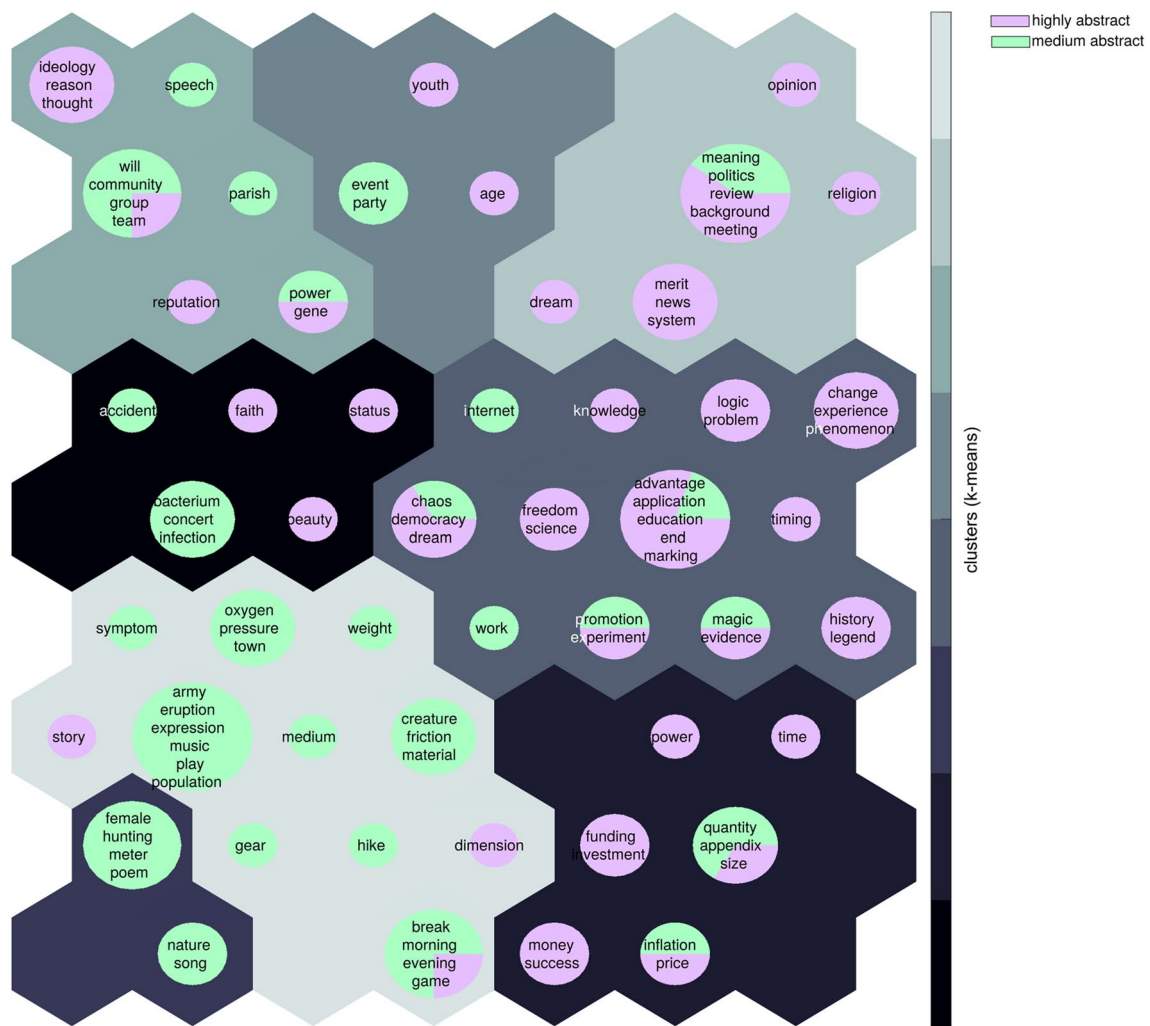 highly abstract
medium abstract
ideology
reason
thought
speech
youth
opinion
will
community
group
team
parish
event
party
age
meaning
politics
review
background
meeting
religion
reputation
power
gene
dream
merit
news
system
accident
faith
status
internet
knowledge
logic
problem
change
experience
phenomenon
bacterium
concert
infection
beauty
chaos
democracy
dream
freedom
science
advantage
application
education
end
marking
timing
symptom
oxygen
pressure
town
weight
work
promotion
experiment
magic
evidence
history
legend
story
army
eruption
expression
music
play
population
medium
creature
friction
material
power
time
female
hunting
meter
poem
gear
hike
dimension
funding
investment
quantity
appendix
size
nature
song
break
morning
evening
game
money
success
inflation
price
clusters (k-means)